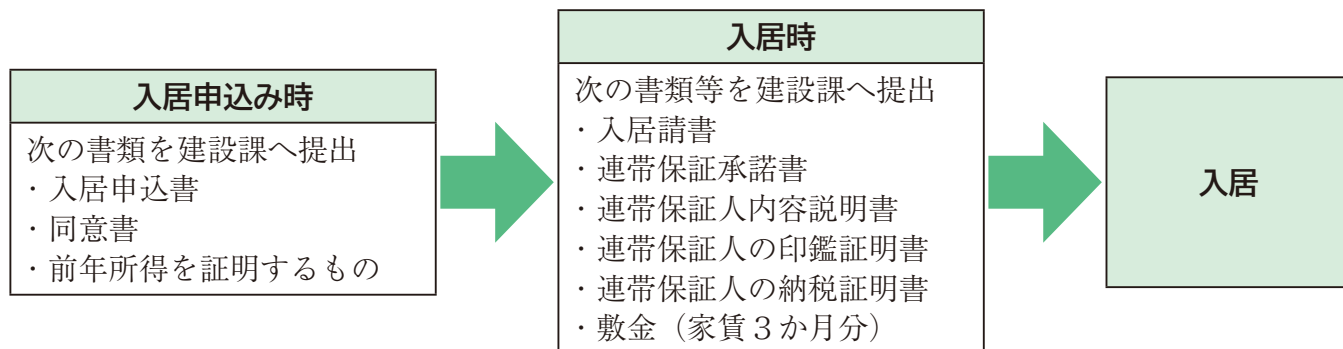 入居申込み時
次の書類を建設課へ提出
・入居申込書
・同意書
・前年所得を証明するもの
入居時
次の書類等を建設課へ提出
・入居請書
・連帯保証承諾書
・連帯保証人内容説明書
・連帯保証人の印鑑証明書
・連帯保証人の納税証明書
・敷金（家賃３か月分）
入居